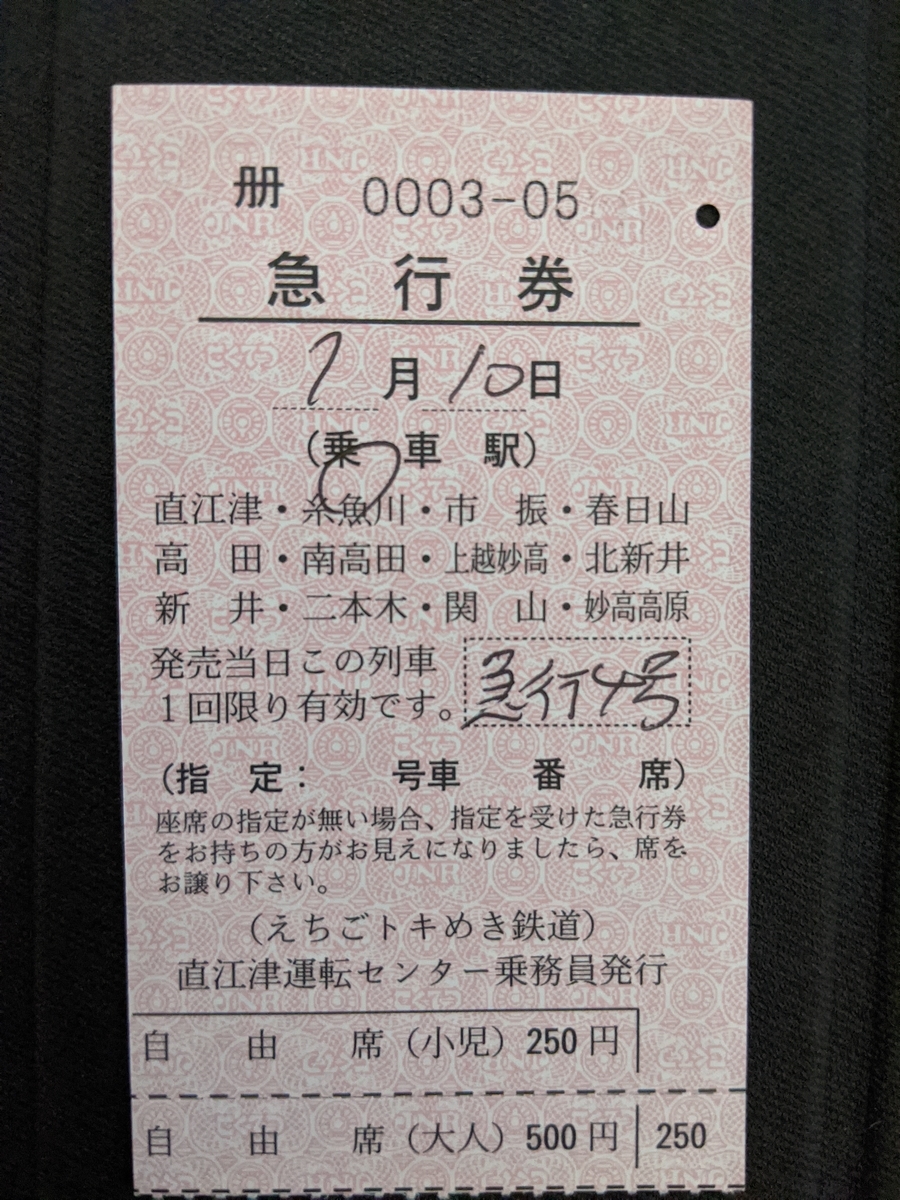 冊 0003-05
急行券
7月10日
(乗車駅)
直江津・糸魚川・市振・春日山
高田・南高田・上越妙高・北新井
新井・二本木・関山・妙高高原
発売当日この列車
1回限り有効です。 急行4号
(指定: 号車 番 席)
座席の指定が無い場合、指定を受けた急行券
をお持ちの方がお見えになりましたら、席を
お譲り下さい。
(えちごトキめき鉄道)
直江津運転センター乗務員発行
自由席(小児)250円
自由席(大人)500円 250